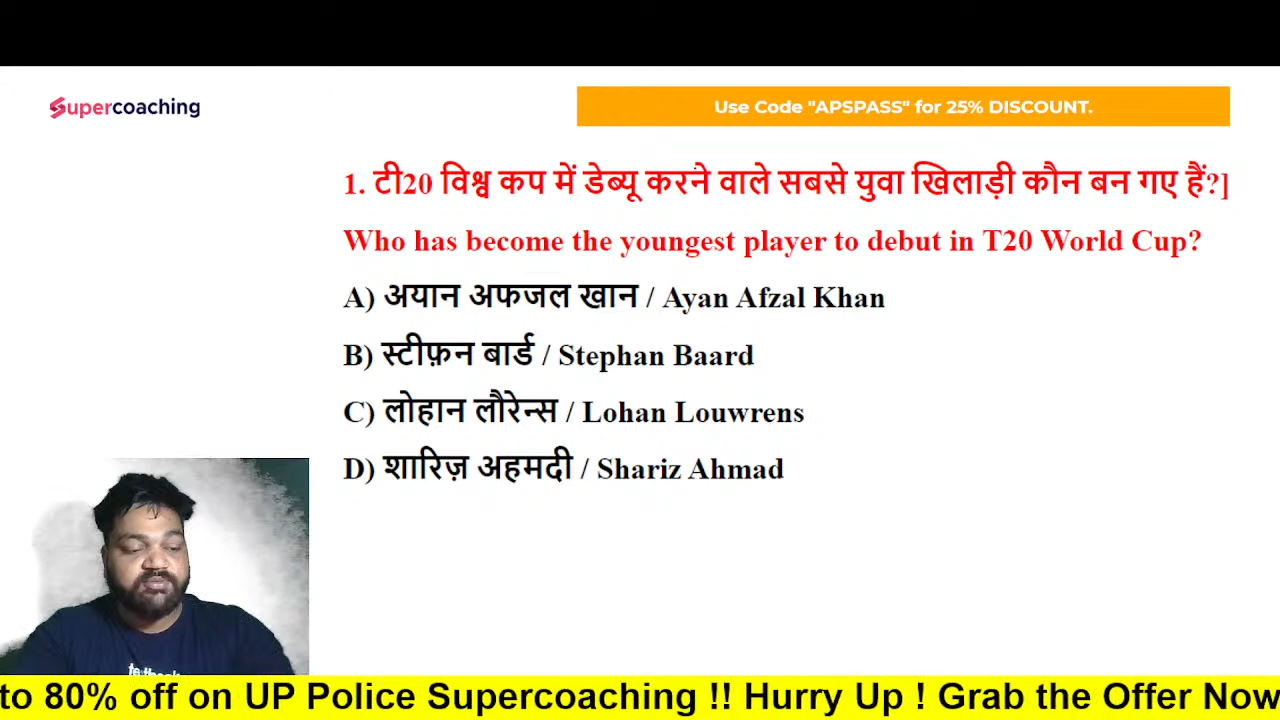 Supercoaching
Use Code "APSPASS" for 25% DISCOUNT.
1. टी20 विश्व कप में डेब्यू करने वाले सबसे युवा खिलाड़ी कौन बन गए हैं?]
Who has become the youngest player to debut in T20 World Cup?
A) अयान अफजल खान / Ayan Afzal Khan
B) स्टीफ़न बार्ड / Stephan Baard
C) लोहान लौरेन्स / Lohan Louwrens
D) शारिज़ अहमदी / Shariz Ahmad
to 80% off on UP Police Supercoaching !! Hurry Up ! Grab the Offer Now